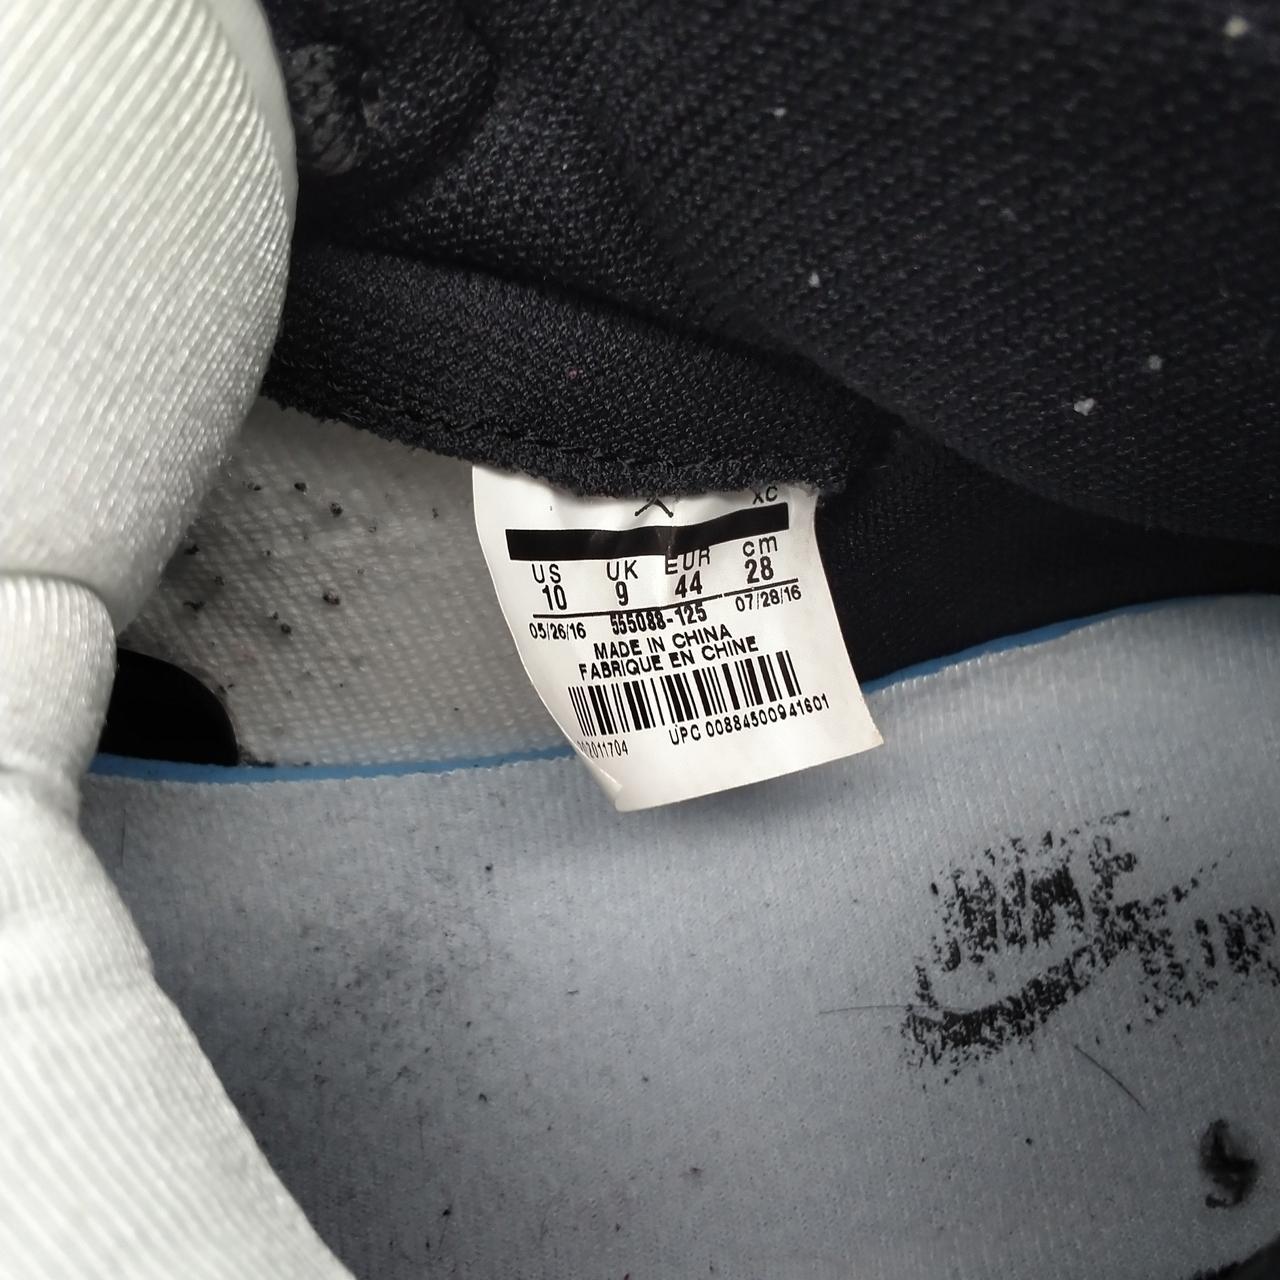 XC
US UK EUR cm
10 9 44 28
05/26/16 555088-125 07/28/16
MADE IN CHINA
FABRIQUE EN CHINE
UPC 00884500941601
NIKE